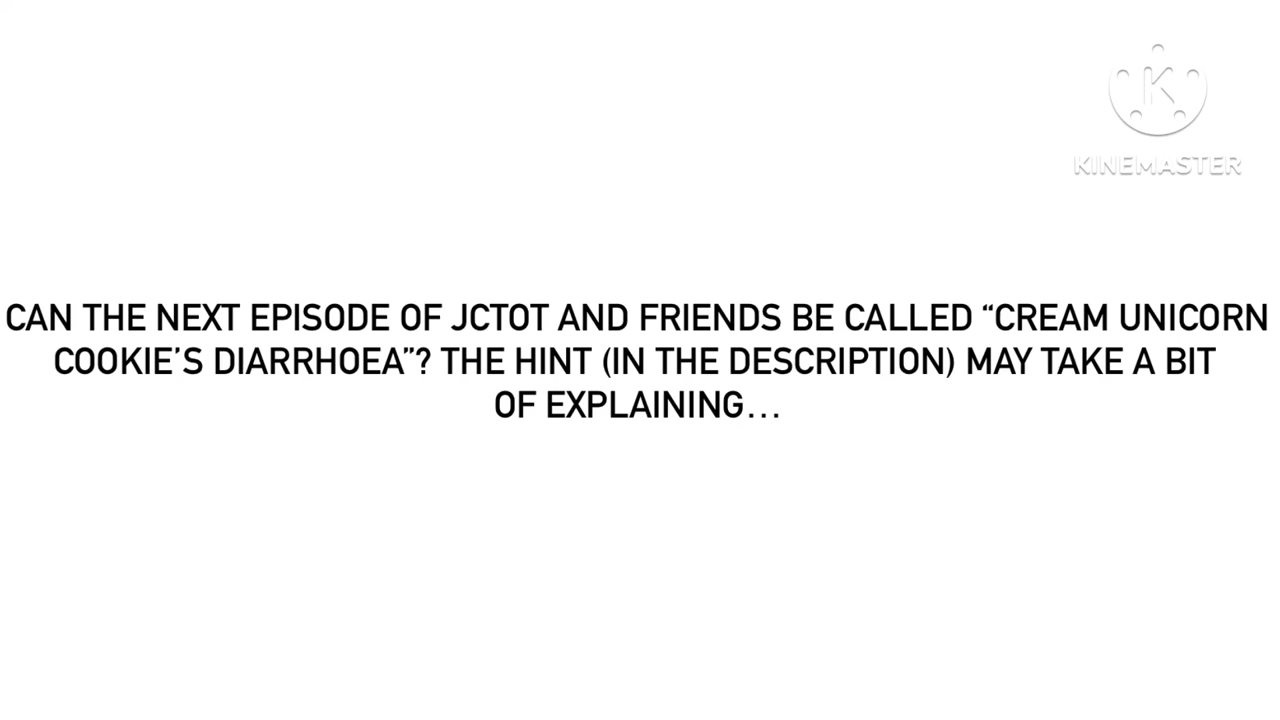 KINEMASTER
CAN THE NEXT EPISODE OF JCTOT AND FRIENDS BE CALLED “CREAM UNICORN
COOKIE’S DIARRHOEA”? THE HINT (IN THE DESCRIPTION) MAY TAKE A BIT
OF EXPLAINING…